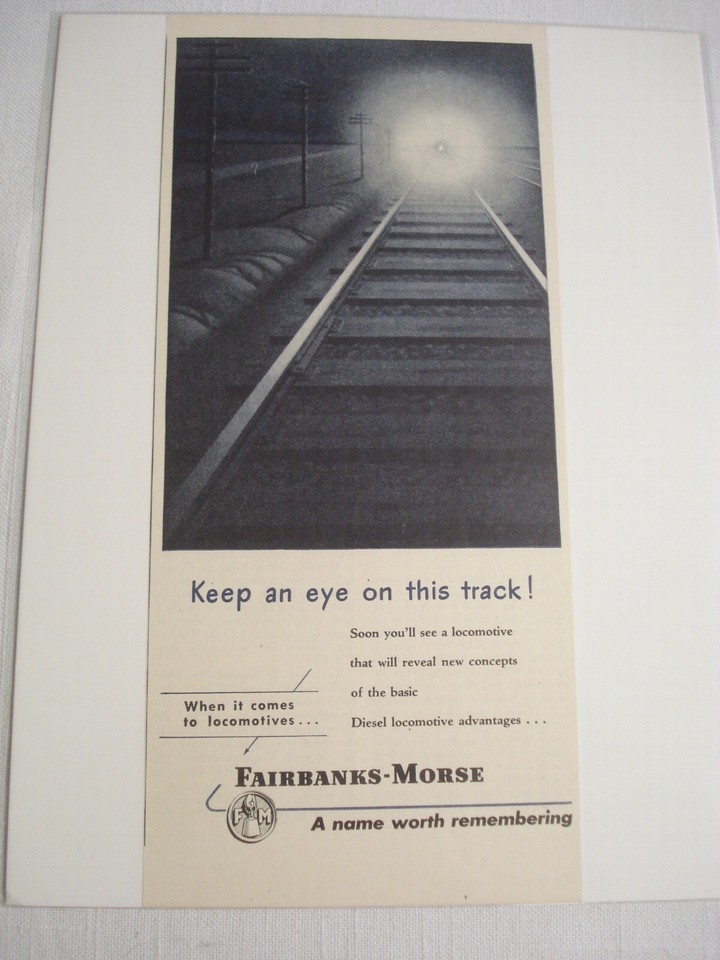 Keep an eye on this track!
Soon you'll see a locomotive
that will reveal new concepts
of the basic
Diesel locomotive advantages . . .
When it comes
to locomotives . . .
FAIRBANKS-MORSE
F M
A name worth remembering